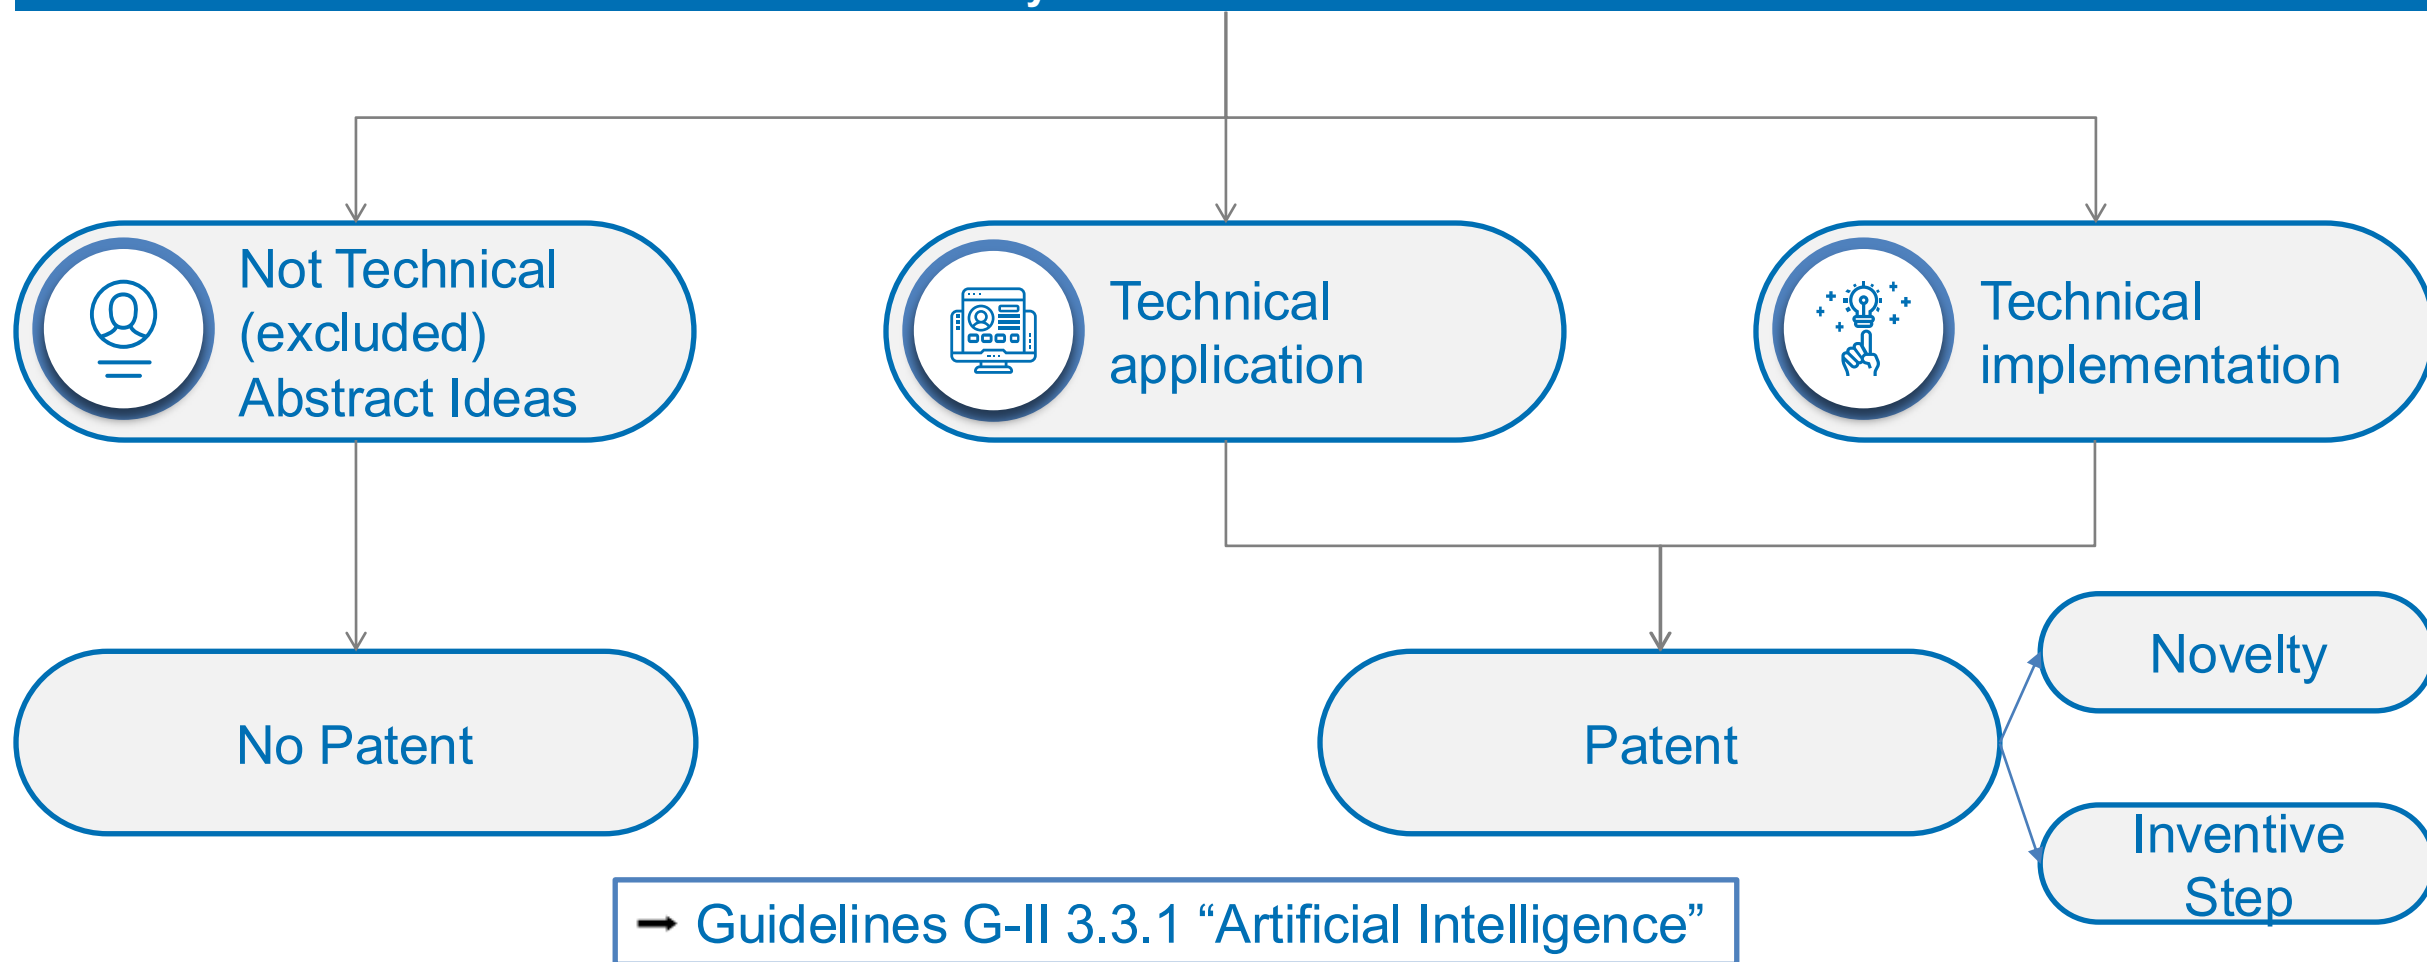 Not Technical
(excluded)
Abstract Ideas
Technical
application
Technical
implementation
No Patent
Patent
Novelty
Inventive
Step
→ Guidelines G-II 3.3.1 “Artificial Intelligence”